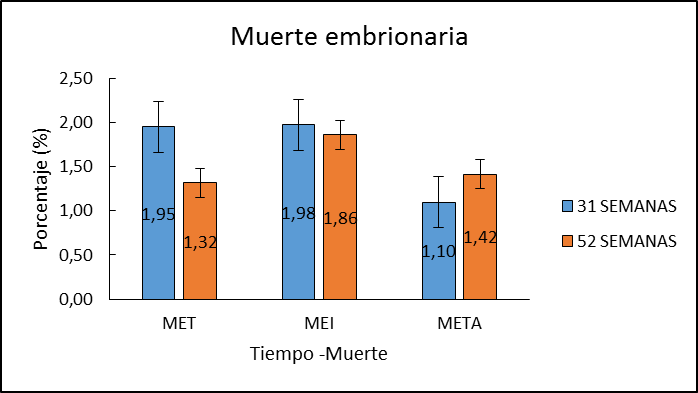 Muerte embrionaria
2,50
2,00
1,50
1,00
0,50
0,00
Porcentaje (%)
1,95
1,32
1,98
1,86
1,10
1,42
MET
MEI
META
Tiempo -Muerte
31 SEMANAS
52 SEMANAS